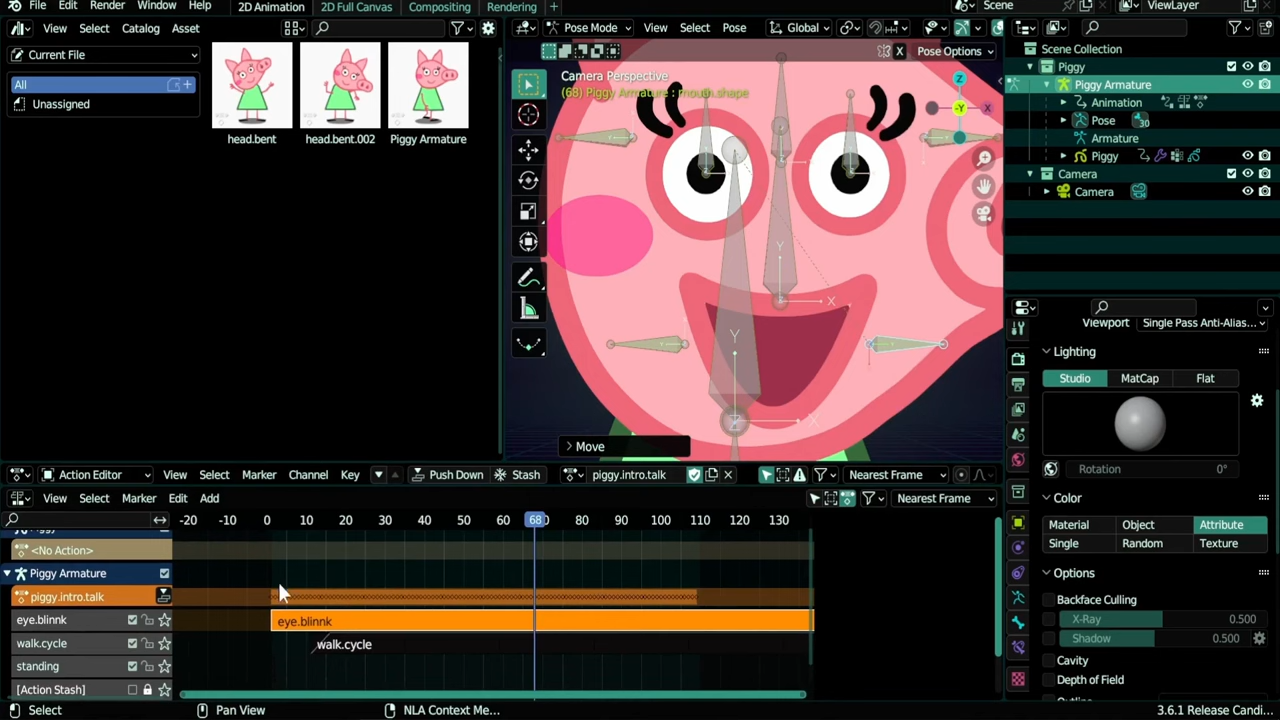 File Edit Render Window Help 2D Animation 2D Full Canvas Compositing Rendering + Scene ViewLayer
View Select Catalog Asset
Pose Mode View Select Pose Global
Current File
All
Unassigned
head.bent head.bent.002 Piggy Armature
X Pose Options
Camera Perspective
(68) Piggy Armature : mouth.shape
Z
-Y
X
Y
X
Y
X
Z
Move
Scene Collection
Piggy
Piggy Armature
Animation
Pose 30
Armature
Piggy
Camera
Camera
Viewport Single Pass Anti-Alias...
Lighting
Studio MatCap Flat
Rotation 0°
Color
Material Object Attribute
Single Random Texture
Options
Backface Culling
X-Ray 0.500
Shadow 0.500
Cavity
Depth of Field
Action Editor View Select Marker Channel Key Push Down Stash piggy.intro.talk Nearest Frame
View Select Marker Edit Add Nearest Frame
-20 -10 0 10 20 30 40 50 60 68 80 90 100 110 120 130
<No Action>
Piggy Armature
piggy.intro.talk
eye.blinnk eye.blinnk
walk.cycle walk.cycle
standing
[Action Stash]
Select Pan View NLA Context Me... 3.6.1 Release Candi...